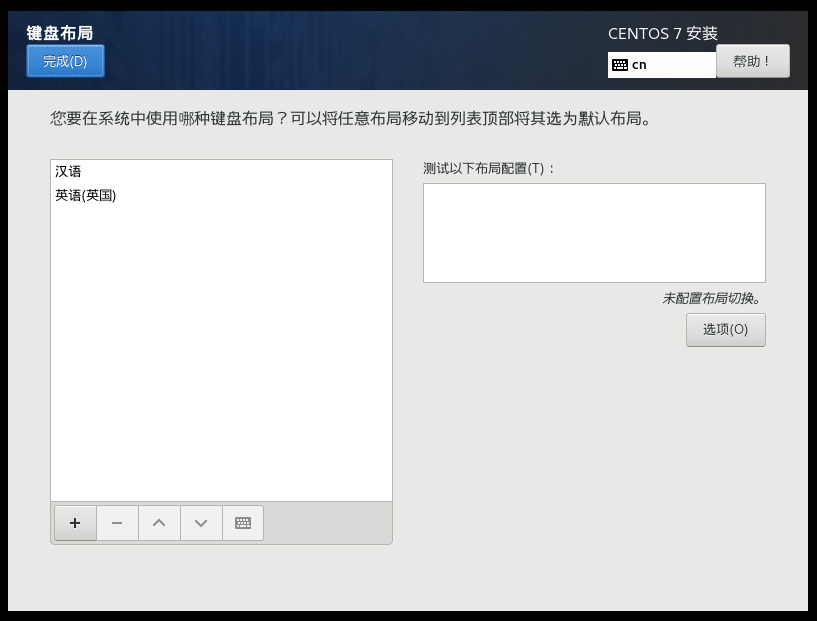 键盘布局
CENTOS 7 安装
完成(D)
cn
帮助！
您要在系统中使用哪种键盘布局？可以将任意布局移动到列表顶部将其选为默认布局。
汉语
英语(英国)
测试以下布局配置(T) ：
未配置布局切换。
选项(O)